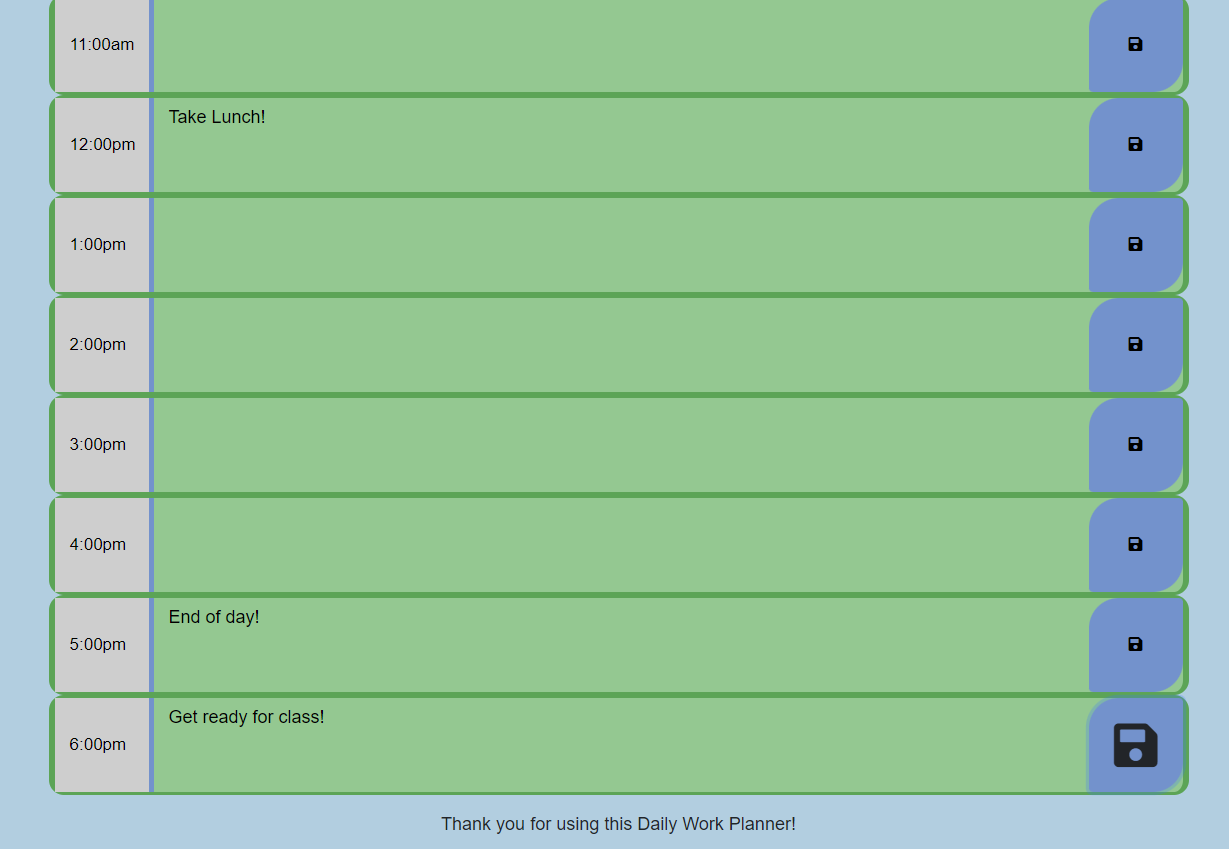 11:00am
Take Lunch!
12:00pm
1:00pm
2:00pm
3:00pm
4:00pm
End of day!
5:00pm
Get ready for class!
6:00pm
Thank you for using this Daily Work Planner!